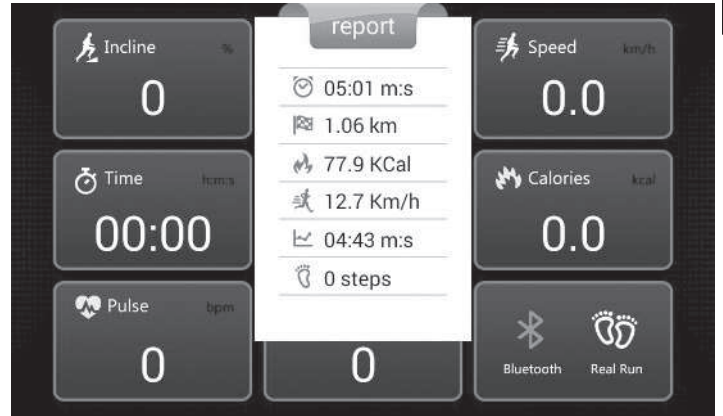 report
Incline %
0
05:01 m:s
1.06 km
77.9 KCal
12.7 Km/h
04:43 m:s
0 steps
Speed km/h
0.0
Time h:m:s
00:00
Calories kcal
0.0
Pulse bpm
0
0
Bluetooth Real Run